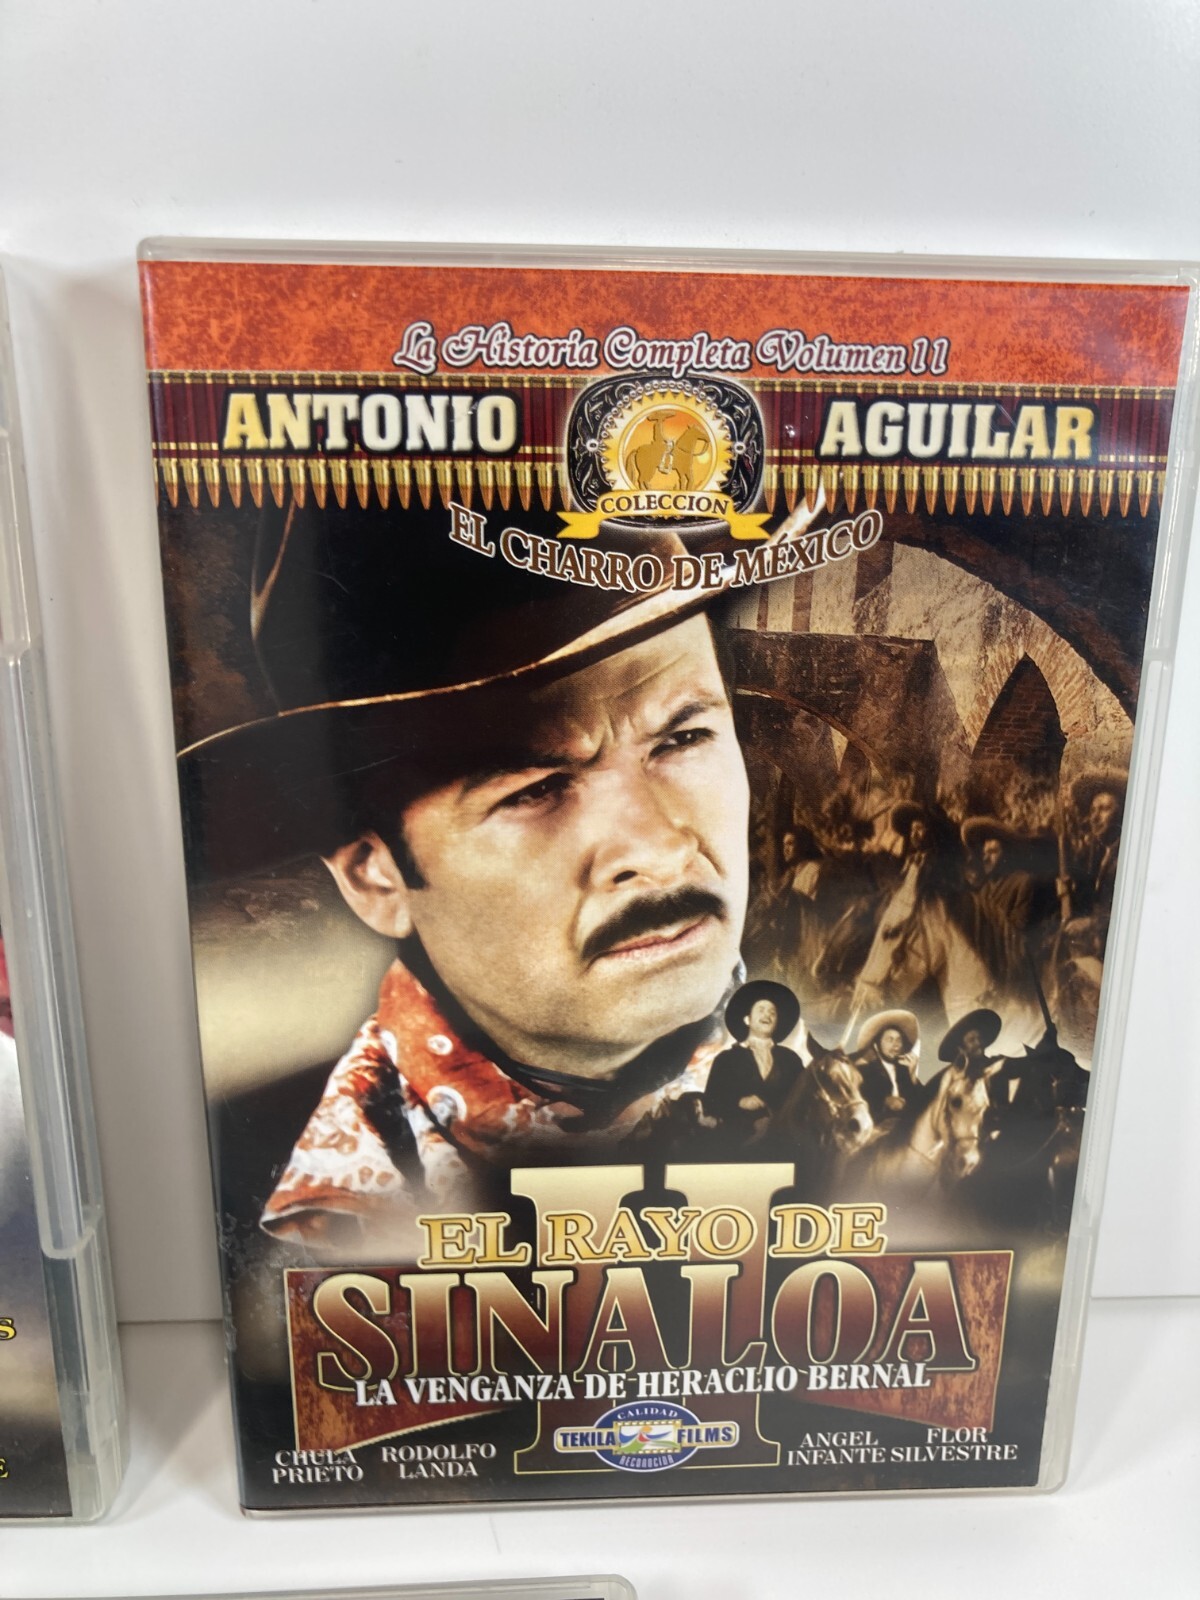 La Historia Completa Volumen 11
ANTONIO AGUILAR
COLECCION
EL CHARRO DE MÉXICO
II
EL RAYO DE
SINALOA
LA VENGANZA DE HERACLIO BERNAL
CALIDAD
TEKILA FILMS
RECONOCIDA
CHULA
PRIETO
RODOLFO
LANDA
ANGEL
INFANTE
FLOR
SILVESTRE
S
E